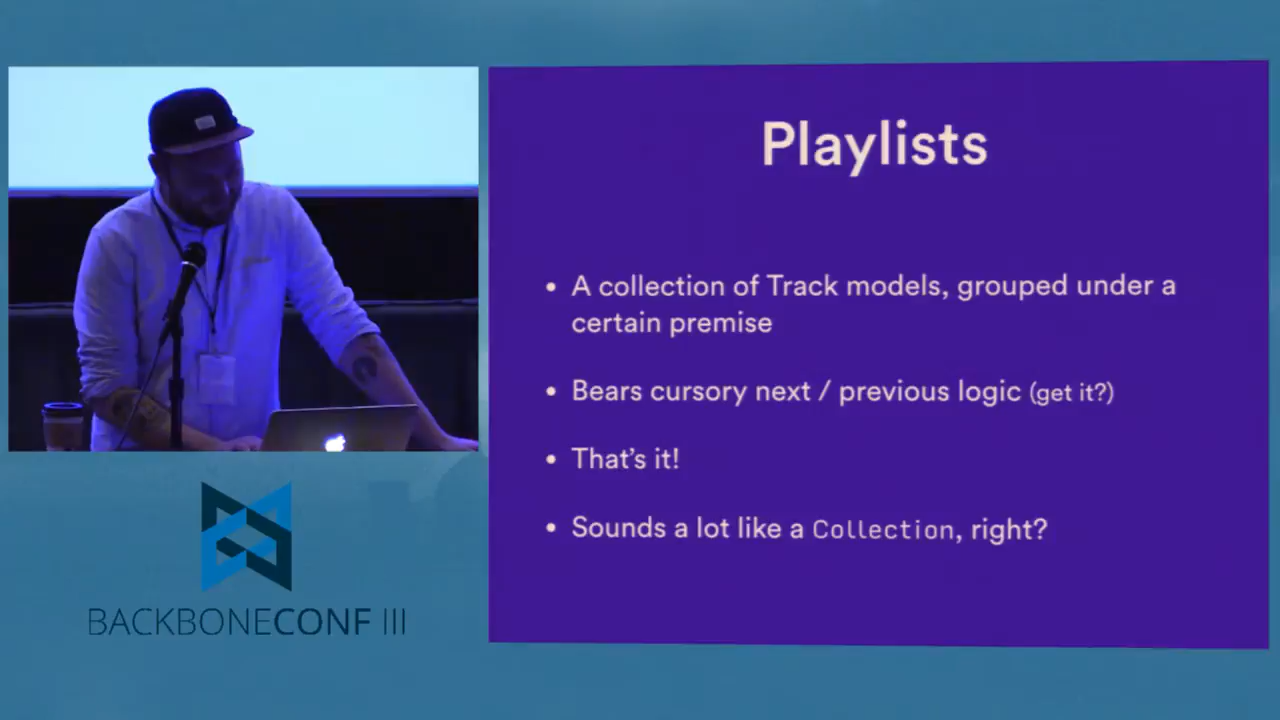 Playlists
• A collection of Track models, grouped under a
certain premise
• Bears cursory next / previous logic (get it?)
• That's it!
• Sounds a lot like a Collection, right?
BACKBONECONF III